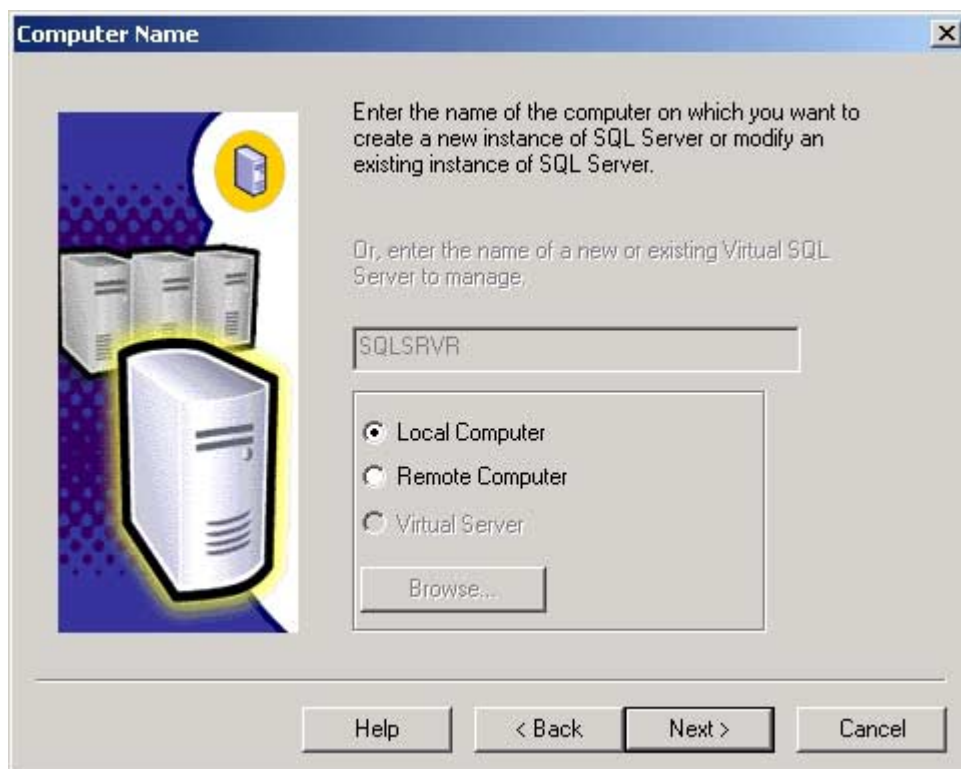 Computer Name
Enter the name of the computer on which you want to
create a new instance of SQL Server or modify an
existing instance of SQL Server.
Or, enter the name of a new or existing Virtual SQL
Server to manage.
SQLSRVR
Local Computer
Remote Computer
Virtual Server
Browse...
Help
< Back
Next >
Cancel